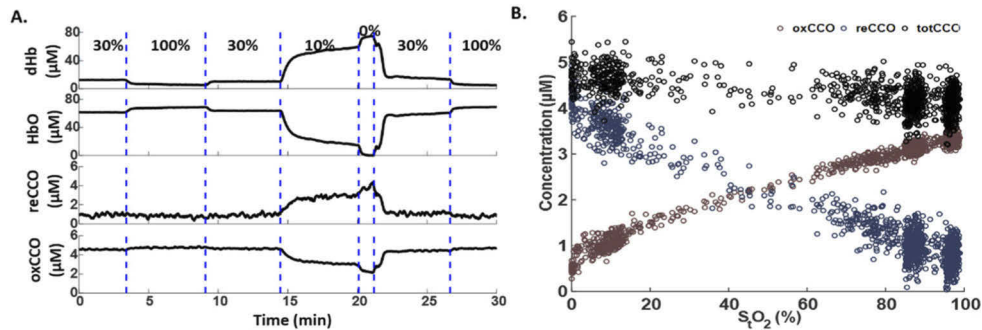 A.
30% 100% 30% 10% 0% 30% 100%
dHb
(μM)
80
40
0
HbO
(μM)
80
40
0
reCCO
(μM)
6
4
2
0
oxCCO
(μM)
6
4
2
0
0 5 10 15 20 25 30
Time (min)
B.
oxCCO reCCO totCCO
Concentration (μM)
6
5
4
3
2
1
0
0 20 40 60 80 100
StO2 (%)